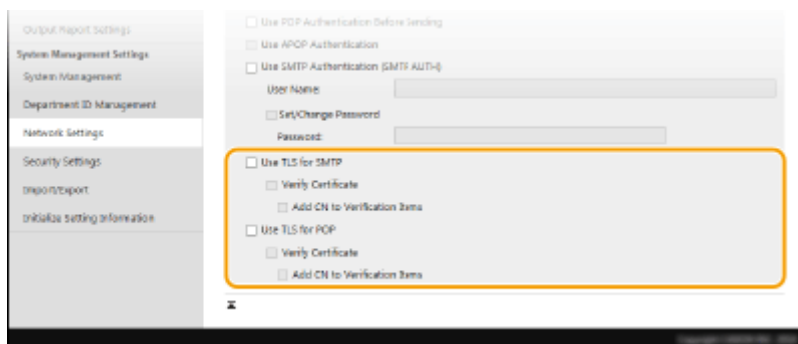 Output Report Settings
System Management Settings
System Management
Department ID Management
Network Settings
Security Settings
Import/Export
Initialize Setting Information
Use POP Authentication Before Sending
Use APOP Authentication
Use SMTP Authentication (SMTP AUTH)
User Name:
Set/Change Password
Password:
Use TLS for SMTP
Verify Certificate
Add CN to Verification Items
Use TLS for POP
Verify Certificate
Add CN to Verification Items